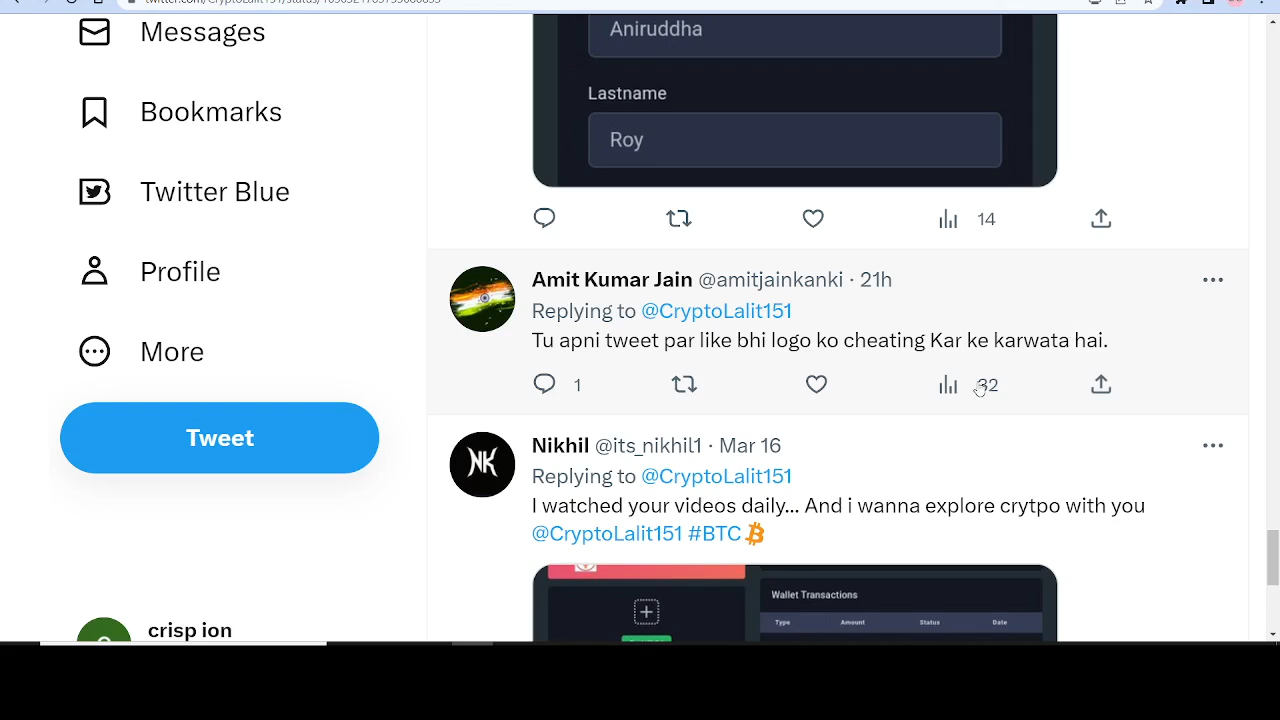 Messages
Bookmarks
Twitter Blue
Profile
More
Tweet
crisp ion
Aniruddha
Lastname
Roy
14
Amit Kumar Jain @amitjainkanki · 21h
Replying to @CryptoLalit151
Tu apni tweet par like bhi logo ko cheating Kar ke karwata hai.
1 32
Nikhil @its_nikhil1 · Mar 16
Replying to @CryptoLalit151
I watched your videos daily... And i wanna explore crytpo with you
@CryptoLalit151 #BTC
NK
Wallet Transactions
Type Amount Status Date